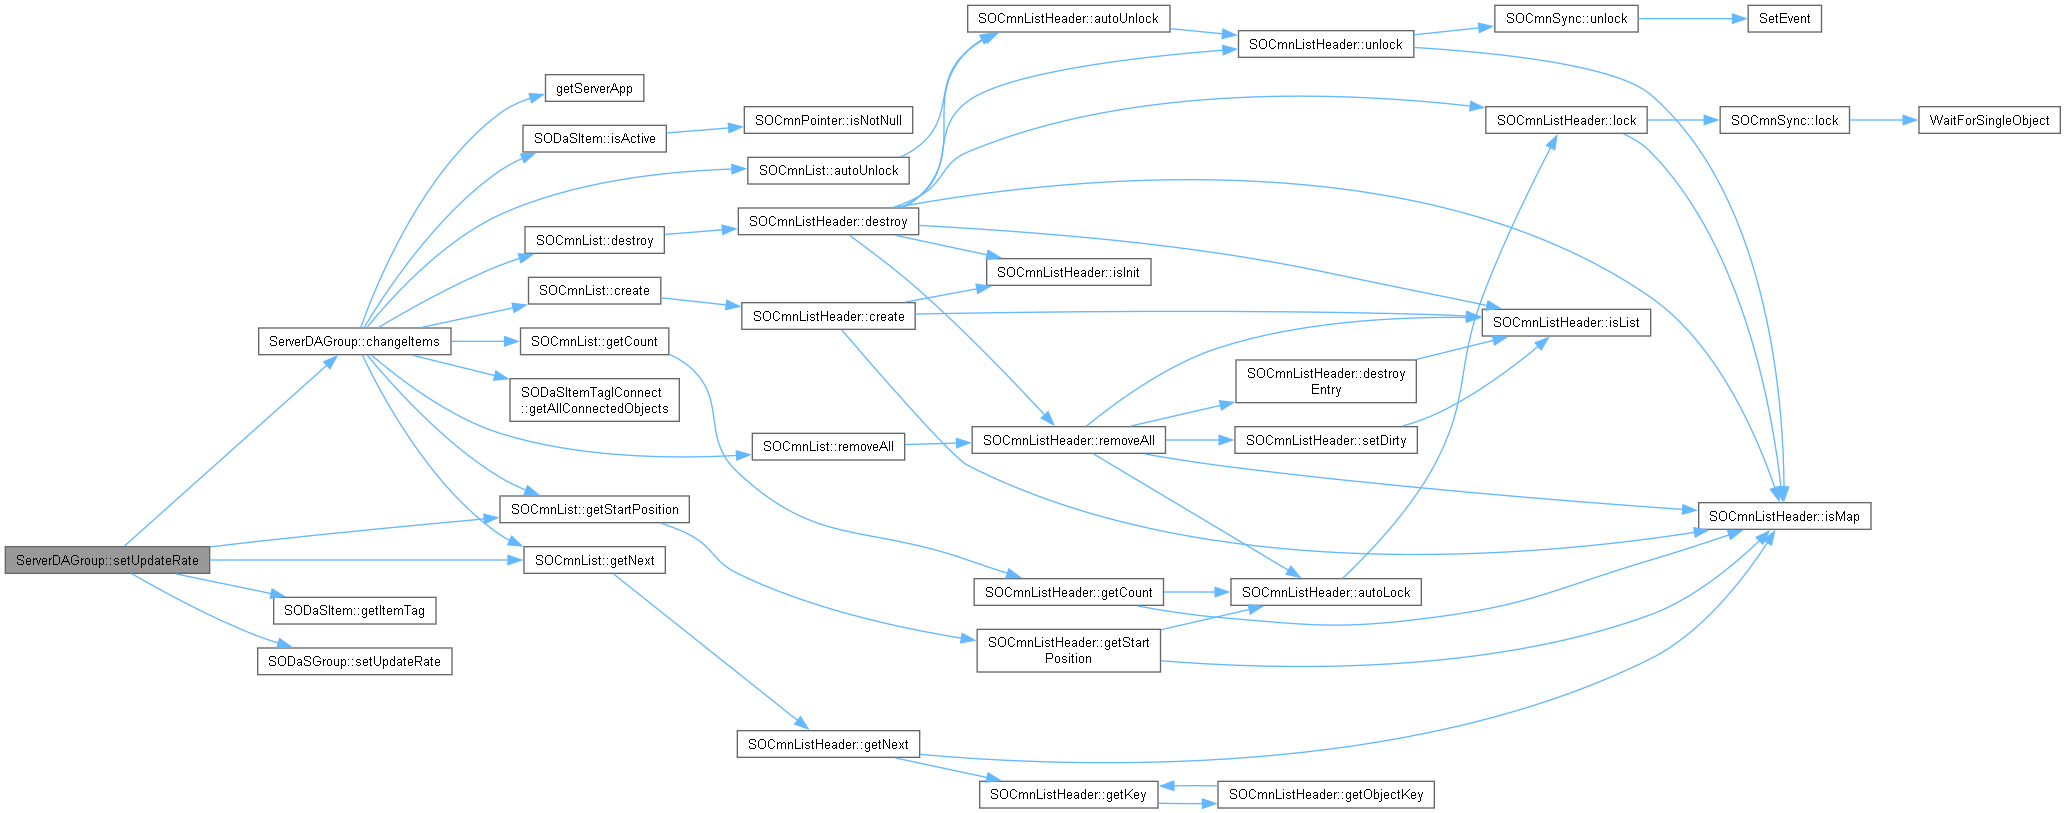 SOCmnListHeader::autoUnlock
SOCmnSync::unlock
SetEvent
SOCmnListHeader::unlock
getServerApp
SOCmnPointer::isNotNull
SOCmnListHeader::lock
SOCmnSync::lock
WaitForSingleObject
SODaSItem::isActive
SOCmnList::autoUnlock
SOCmnListHeader::destroy
SOCmnList::destroy
SOCmnListHeader::isInit
SOCmnList::create
SOCmnListHeader::create
SOCmnListHeader::isList
ServerDAGroup::changeItems
SOCmnList::getCount
SOCmnListHeader::destroy
Entry
SODaSItemTagIConnect
::getAllConnectedObjects
SOCmnList::removeAll
SOCmnListHeader::removeAll
SOCmnListHeader::setDirty
SOCmnList::getStartPosition
SOCmnListHeader::isMap
ServerDAGroup::setUpdateRate
SOCmnList::getNext
SOCmnListHeader::getCount
SOCmnListHeader::autoLock
SODaSItem::getItemTag
SOCmnListHeader::getStart
Position
SODaSGroup::setUpdateRate
SOCmnListHeader::getNext
SOCmnListHeader::getKey
SOCmnListHeader::getObjectKey